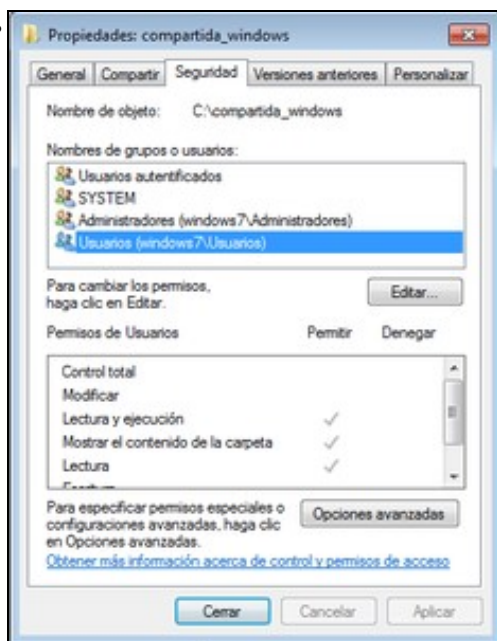 Propiedades: compartida_windows
General Compartir Seguridad Versiones anteriores Personalizar
Nombre de objeto: C:\compartida_windows
Nombres de grupos o usuarios:
Usuarios autentificados
SYSTEM
Administradores (windows7\Administradores)
Usuarios (windows7\Usuarios)
Para cambiar los permisos,
haga clic en Editar.
Editar...
Permisos de Usuarios Permitir Denegar
Control total
Modificar
Lectura y ejecución
Mostrar el contenido de la carpeta
Lectura
Para especificar permisos especiales o
configuraciones avanzadas, haga clic
en Opciones avanzadas.
Opciones avanzadas
Obtener más información acerca de control y permisos de acceso
Cerrar Cancelar Aplicar